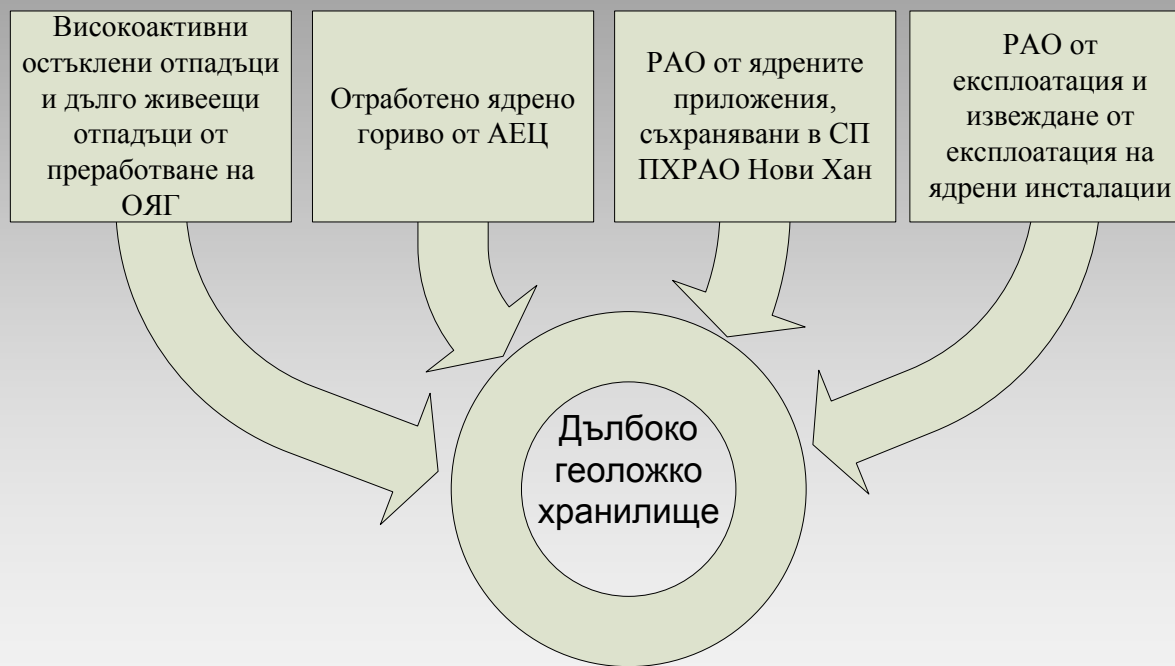 Високоактивни
остъклени отпадъци
и дълго живеещи
отпадъци от
преработване на
ОЯГ
Отработено ядрено
гориво от АЕЦ
РАО от ядрените
приложения,
съхранявани в СП
ПХРАО Нови Хан
РАО от
експлоатация и
извеждане от
експлоатация на
ядрени инсталации
Дълбоко
геоложко
хранилище